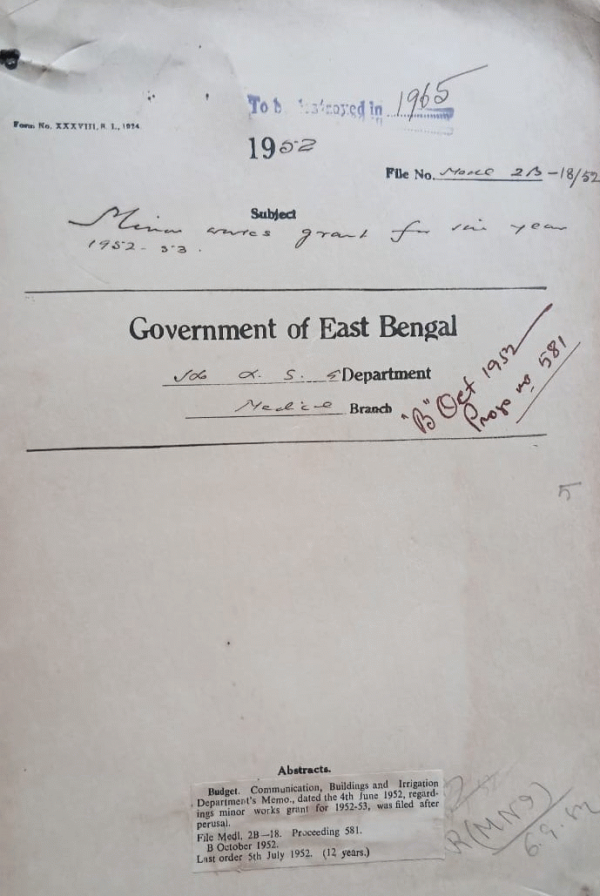 To be destroyed in 1965
Form No. XXXVIII, R. I., 1924.
1952
File No. Medl 2B-18/52
Subject
Minor works grant for the year
1952-53.
Government of East Bengal
Department
Medical Branch
"B" Oct 1952
Progs no. 581
5
Abstracts.
Budget. Communication, Buildings and Irrigation
Department's Memo., dated the 4th June 1952, regard-
ings minor works grant for 1952-53, was filed after
perusal.
File Medl. 2B—18. Proceeding 581.
B October 1952.
Last order 5th July 1952. (12 years.)